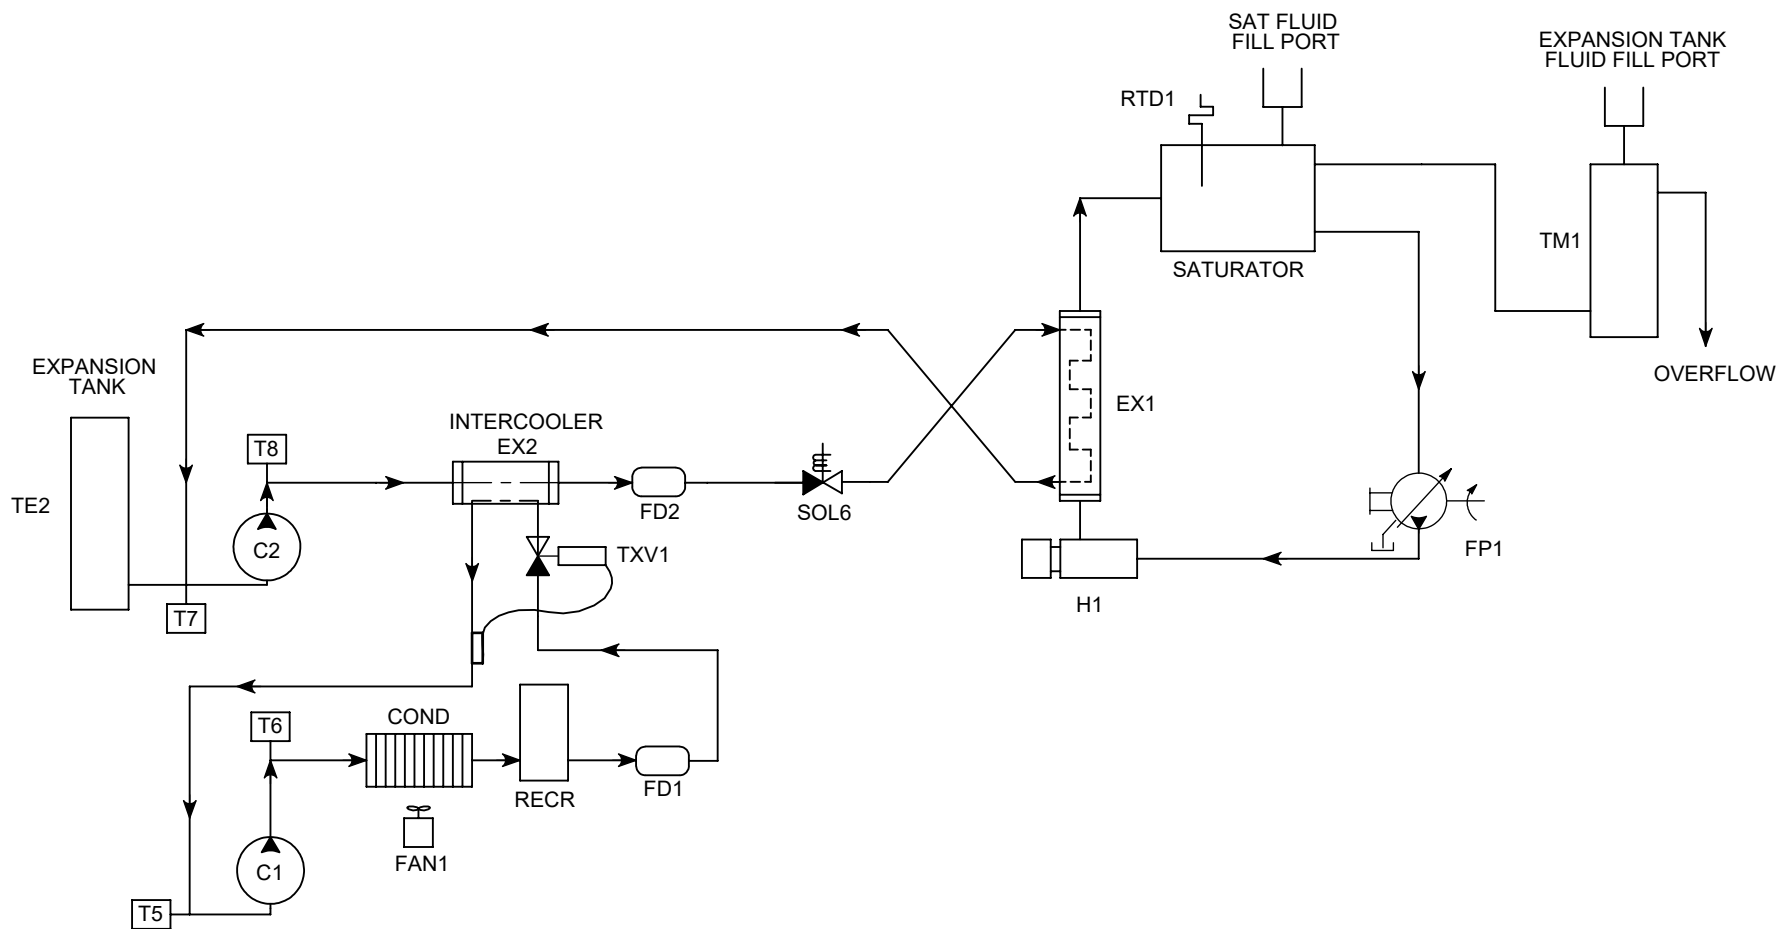 SAT FLUID
FILL PORT
EXPANSION TANK
FLUID FILL PORT
RTD1
TM1
SATURATOR
OVERFLOW
EXPANSION
TANK
EX1
INTERCOOLER
EX2
T8
TE2
C2
FD2
SOL6
FP1
TXV1
H1
T7
T6
COND
RECR
FD1
FAN1
C1
T5